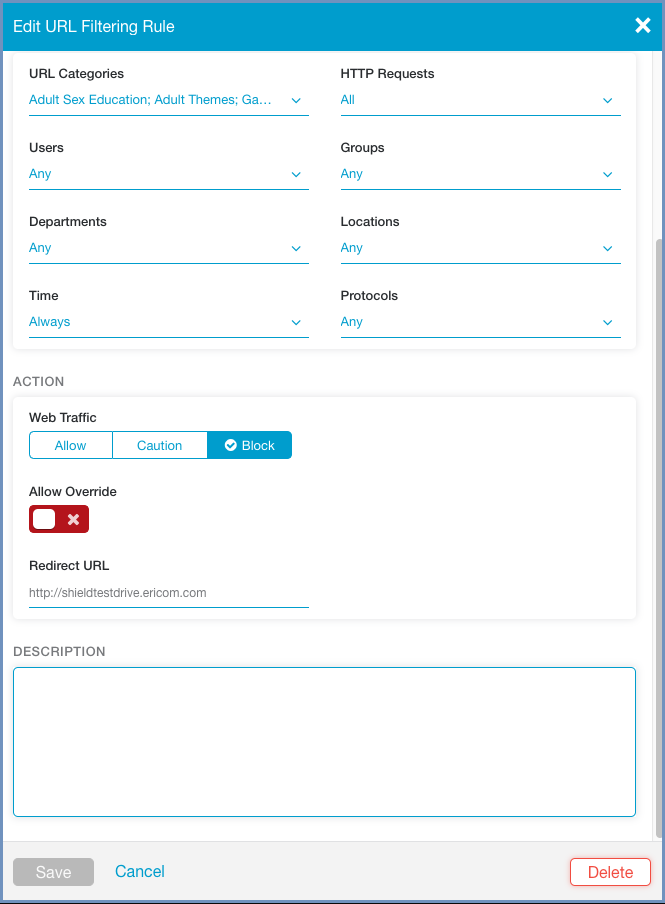 Edit URL Filtering Rule
URL Categories
HTTP Requests
Adult Sex Education; Adult Themes; Ga...
All
Users
Groups
Any
Any
Departments
Locations
Any
Any
Time
Protocols
Always
Any
ACTION
Web Traffic
Allow
Caution
Block
Allow Override
Redirect URL
http://shieldtestdrive.ericom.com
DESCRIPTION
Save
Cancel
Delete